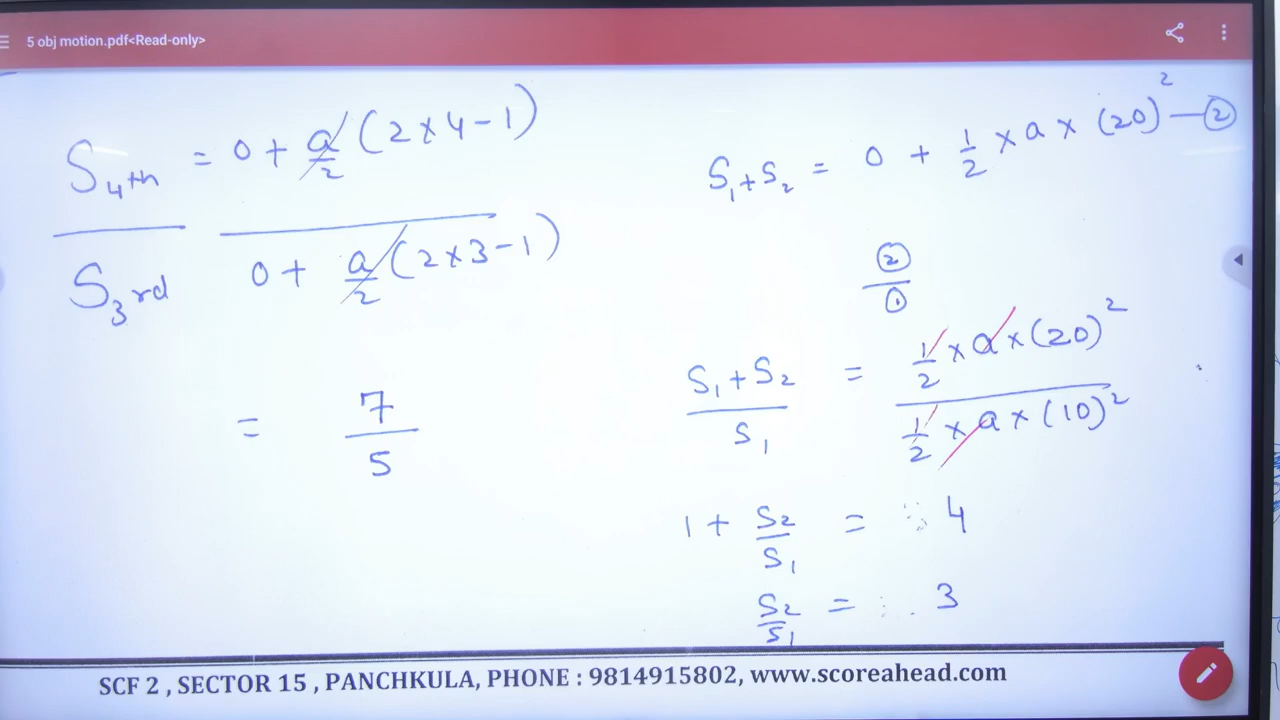 5 obj motion.pdf<Read-only>
S₄ₜₕ = 0 + a/2 (2 × 4 − 1)
S₃ rd 0 + a/2 (2 × 3 − 1)
= 7/5
S₁ + S₂ = 0 + 1/2 × a × (20)² — ②
②/①
(S₁ + S₂)/S₁ = (1/2 × a × (20)²)/(1/2 × a × (10)²)
1 + S₂/S₁ = 4
S₂/S₁ = 3
SCF 2 , SECTOR 15 , PANCHKULA, PHONE : 9814915802, www.scoreahead.com